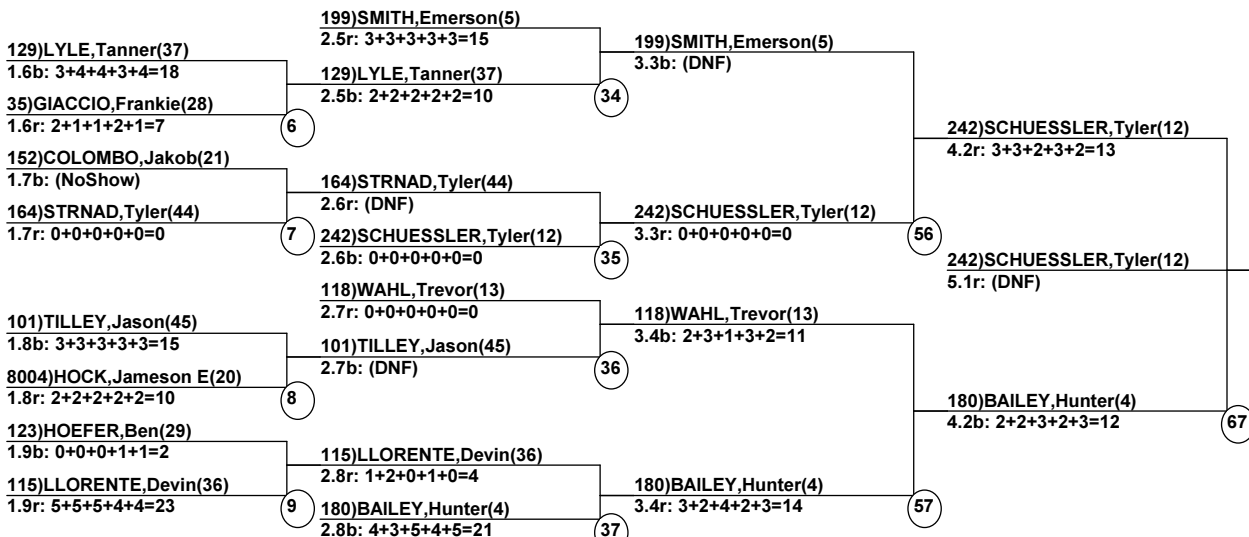 129)LYLE,Tanner(37)
1.6b: 3+4+4+3+4=18
35)GIACCIO,Frankie(28)
1.6r: 2+1+1+2+1=7
6
152)COLOMBO,Jakob(21)
1.7b: (NoShow)
164)STRNAD,Tyler(44)
1.7r: 0+0+0+0+0=0
7
101)TILLEY,Jason(45)
1.8b: 3+3+3+3+3=15
8004)HOCK,Jameson E(20)
1.8r: 2+2+2+2+2=10
8
123)HOEFER,Ben(29)
1.9b: 0+0+0+1+1=2
115)LLORENTE,Devin(36)
1.9r: 5+5+5+4+4=23
9
199)SMITH,Emerson(5)
2.5r: 3+3+3+3+3=15
129)LYLE,Tanner(37)
2.5b: 2+2+2+2+2=10
34
164)STRNAD,Tyler(44)
2.6r: (DNF)
242)SCHUESSLER,Tyler(12)
2.6b: 0+0+0+0+0=0
35
118)WAHL,Trevor(13)
2.7r: 0+0+0+0+0=0
101)TILLEY,Jason(45)
2.7b: (DNF)
36
115)LLORENTE,Devin(36)
2.8r: 1+2+0+1+0=4
180)BAILEY,Hunter(4)
2.8b: 4+3+5+4+5=21
37
199)SMITH,Emerson(5)
3.3b: (DNF)
242)SCHUESSLER,Tyler(12)
3.3r: 0+0+0+0+0=0
56
118)WAHL,Trevor(13)
3.4b: 2+3+1+3+2=11
180)BAILEY,Hunter(4)
3.4r: 3+2+4+2+3=14
57
242)SCHUESSLER,Tyler(12)
4.2r: 3+3+2+3+2=13
180)BAILEY,Hunter(4)
4.2b: 2+2+3+2+3=12
67
242)SCHUESSLER,Tyler(12)
5.1r: (DNF)